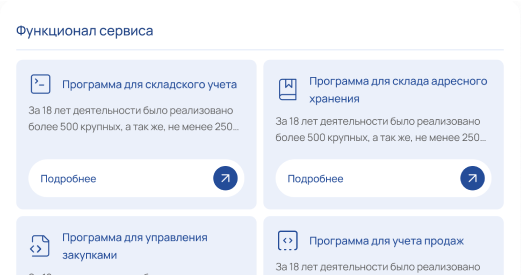 Функционал сервиса
Программа для складского учета
За 18 лет деятельности было реализовано
более 500 крупных, а так же, не менее 250...
Подробнее
Программа для склада адресного
хранения
За 18 лет деятельности было реализовано
более 500 крупных, а так же, не менее 250...
Подробнее
Программа для управления
закупками
Программа для учета продаж
За 18 лет деятельности было реализовано